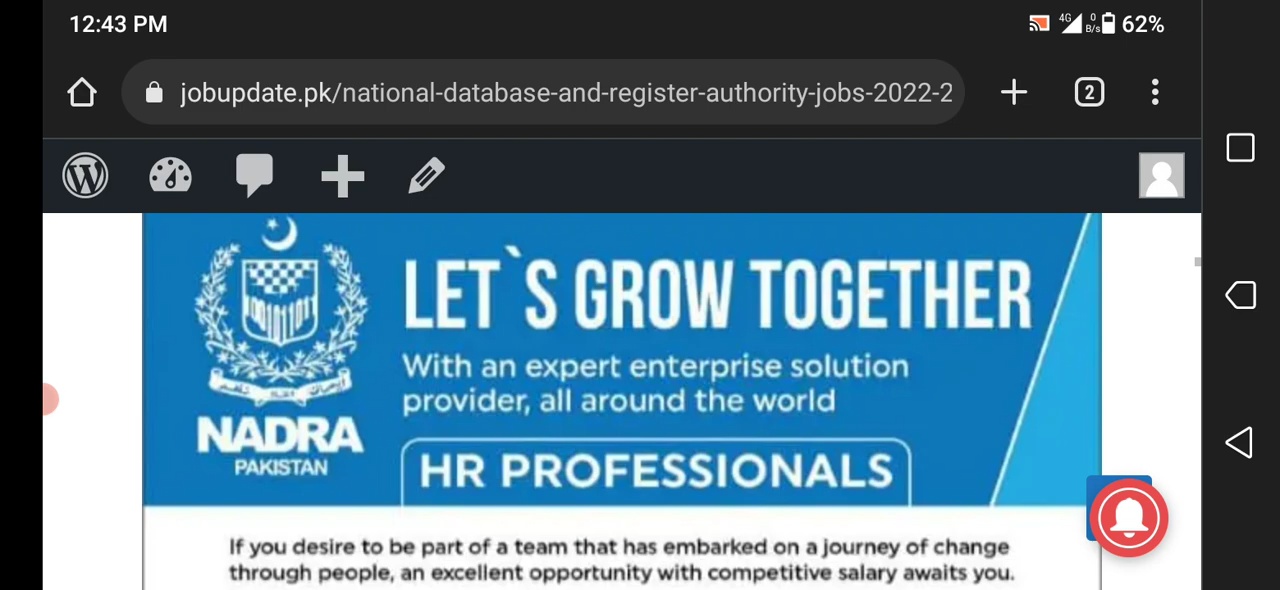 12:43 PM
4G 0 B/s 62%
jobupdate.pk/national-database-and-register-authority-jobs-2022-2
2
LET`S GROW TOGETHER
With an expert enterprise solution
provider, all around the world
NADRA
PAKISTAN
HR PROFESSIONALS
If you desire to be part of a team that has embarked on a journey of change
through people, an excellent opportunity with competitive salary awaits you.